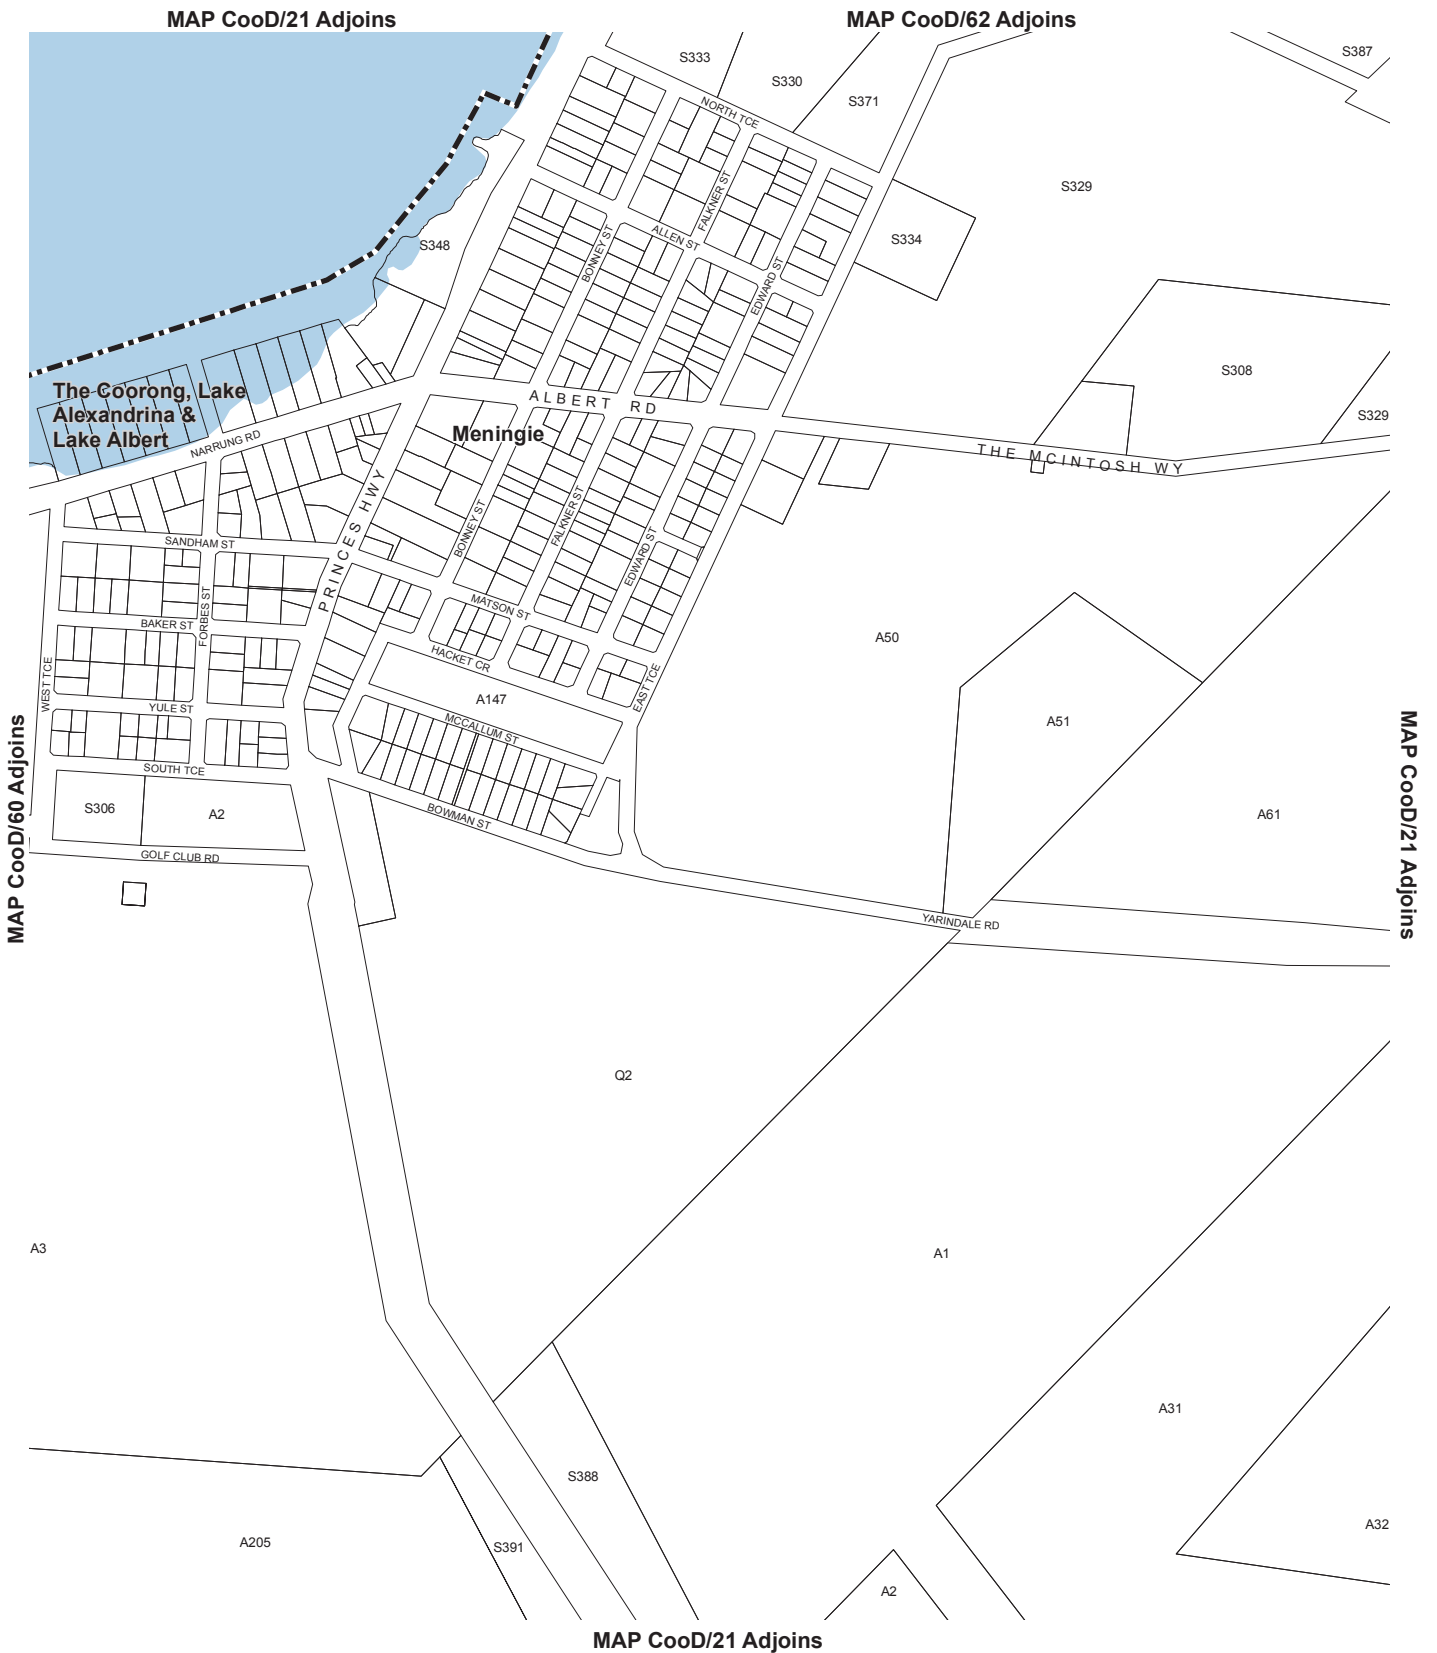 MAP CooD/21 Adjoins
MAP CooD/62 Adjoins
S387
S333
S330
S371
NORTH TCE
S329
FALKNER ST
S334
ALLEN ST
S348
BONNEY ST
EDWARD ST
S308
The Coorong, Lake
Alexandrina &
Lake Albert
ALBERT RD
S329
Meningie
NARRUNG RD
THE MCINTOSH WY
PRINCES HWY
BONNEY ST
FALKNER ST
EDWARD ST
SANDHAM ST
FORBES ST
MATSON ST
BAKER ST
A50
HACKET CR
WEST TCE
EAST TCE
A147
YULE ST
MCCALLUM ST
A51
SOUTH TCE
S306
A2
BOWMAN ST
A61
MAP CooD/60 Adjoins
MAP CooD/21 Adjoins
GOLF CLUB RD
YARINDALE RD
Q2
A3
A1
A31
S388
A32
A205
S391
A2
MAP CooD/21 Adjoins